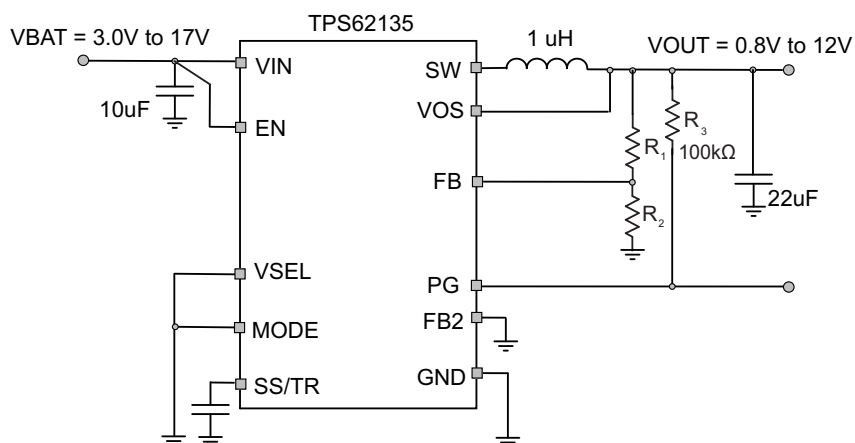 TPS62135
VBAT = 3.0V to 17V
1 uH
VOUT = 0.8V to 12V
VIN
SW
10uF
VOS
EN
R3
R1
100kΩ
FB
22uF
R2
VSEL
PG
MODE
FB2
SS/TR
GND